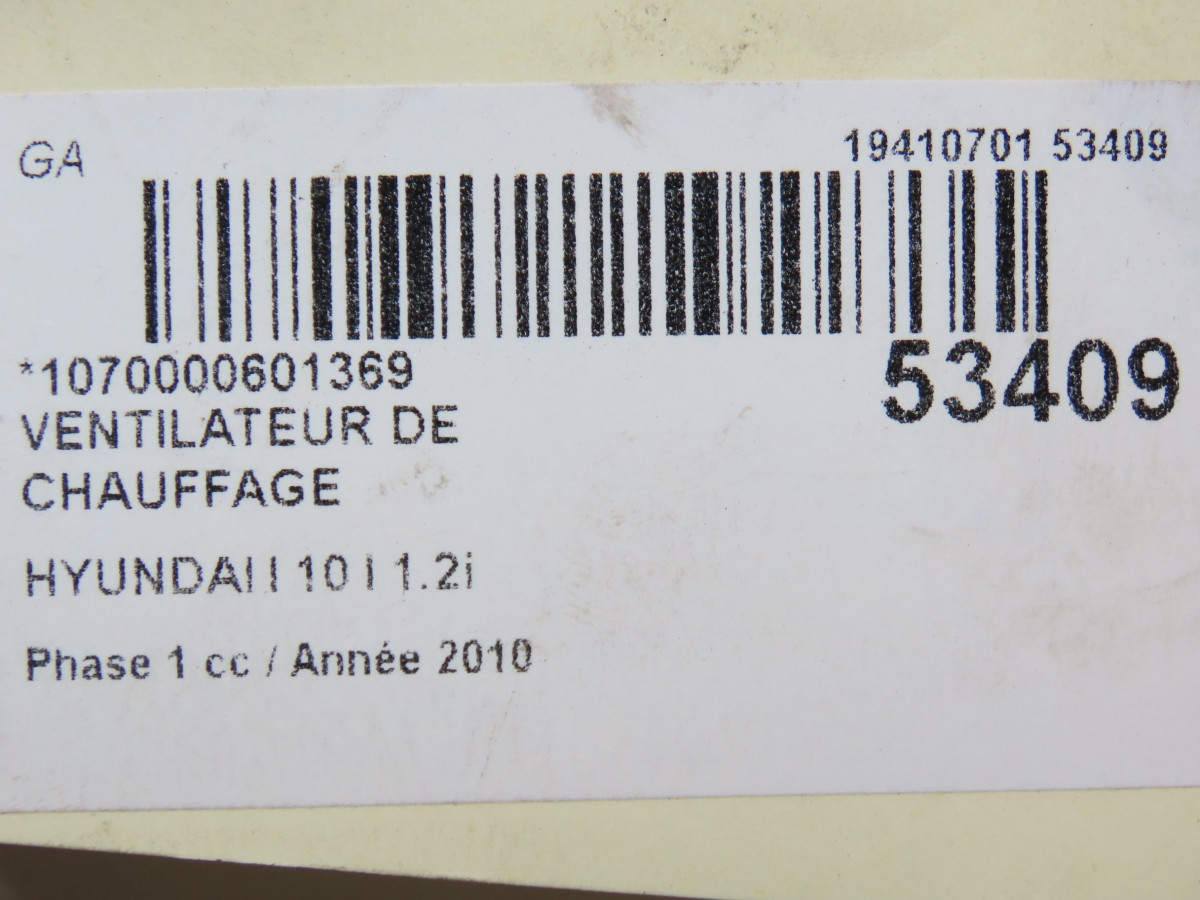 GA
19410701 53409
*1070000601369
53409
VENTILATEUR DE
CHAUFFAGE
HYUNDAI I 10 I 1.2i
Phase 1 cc / Année 2010